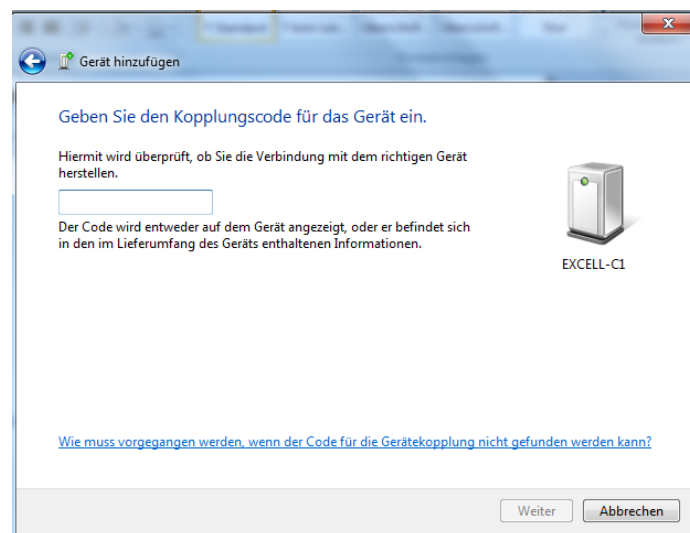 Gerät hinzufügen
Geben Sie den Kopplungscode für das Gerät ein.
Hiermit wird überprüft, ob Sie die Verbindung mit dem richtigen Gerät
herstellen.
Der Code wird entweder auf dem Gerät angezeigt, oder er befindet sich
in den im Lieferumfang des Geräts enthaltenen Informationen.
EXCELL-C1
Wie muss vorgegangen werden, wenn der Code für die Gerätekopplung nicht gefunden werden kann?
Weiter
Abbrechen